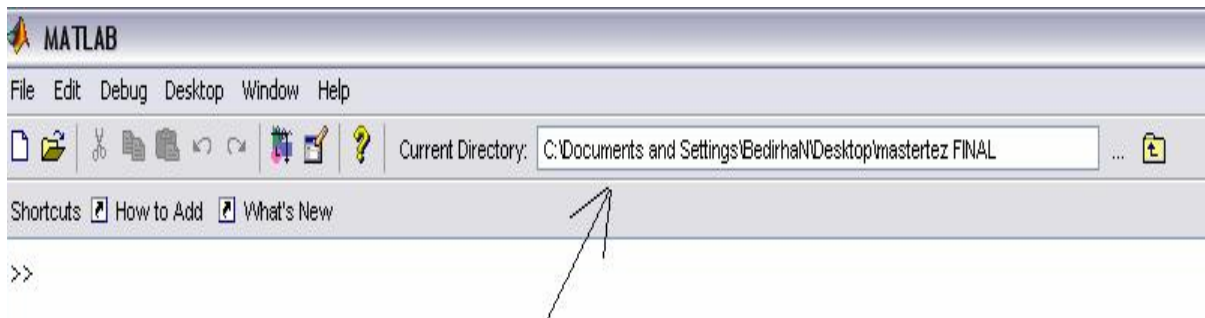 MATLAB
File Edit Debug Desktop Window Help
Current Directory: C:\Documents and Settings\BedirhaN\Desktop\mastertez FINAL ...
Shortcuts How to Add What's New
>>